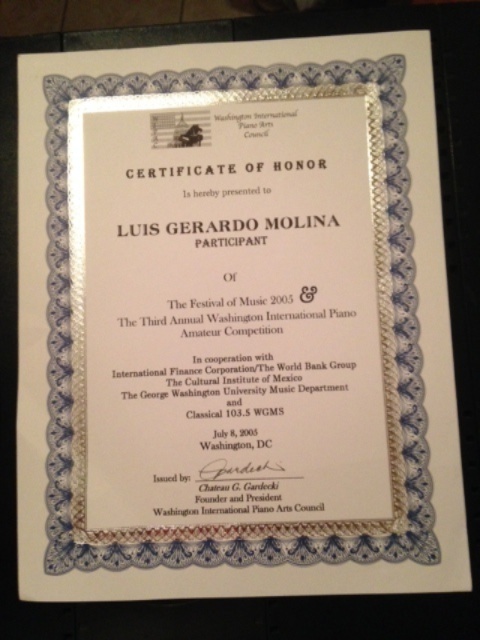 Washington International
Piano Arts
Council
CERTIFICATE OF HONOR
Is hereby presented to
LUIS GERARDO MOLINA
PARTICIPANT
Of
The Festival of Music 2005 &
The Third Annual Washington International Piano
Amateur Competition
In cooperation with
International Finance Corporation/The World Bank Group
The Cultural Institute of Mexico
The George Washington University Music Department
and
Classical 103.5 WGMS
July 8, 2005
Washington, DC
Issued by: Gardecki
Chateau G. Gardecki
Founder and President
Washington International Piano Arts Council